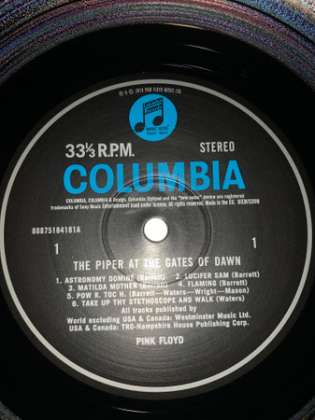 33⅓ R.P.M. STEREO
COLUMBIA
COLUMBIA, COLUMBIA & Design, Columbia (Stylized) and the "two notes" device are registered
trademarks of Sony Music Entertainment used under license. All rights reserved. Made in the EU.
88875184181A
1 1
THE PIPER AT THE GATES OF DAWN
1. ASTRONOMY DOMINE (Barrett) 2. LUCIFER SAM (Barrett)
3. MATILDA MOTHER (Barrett) 4. FLAMING (Barrett)
5. POW R. TOC H. (Barrett—Waters—Wright—Mason)
6. TAKE UP THY STETHOSCOPE AND WALK (Waters)
All tracks published by
World excluding USA & Canada: Westminster Music Ltd.
USA & Canada: TRO-Hampshire House Publishing Corp.
PINK FLOYD